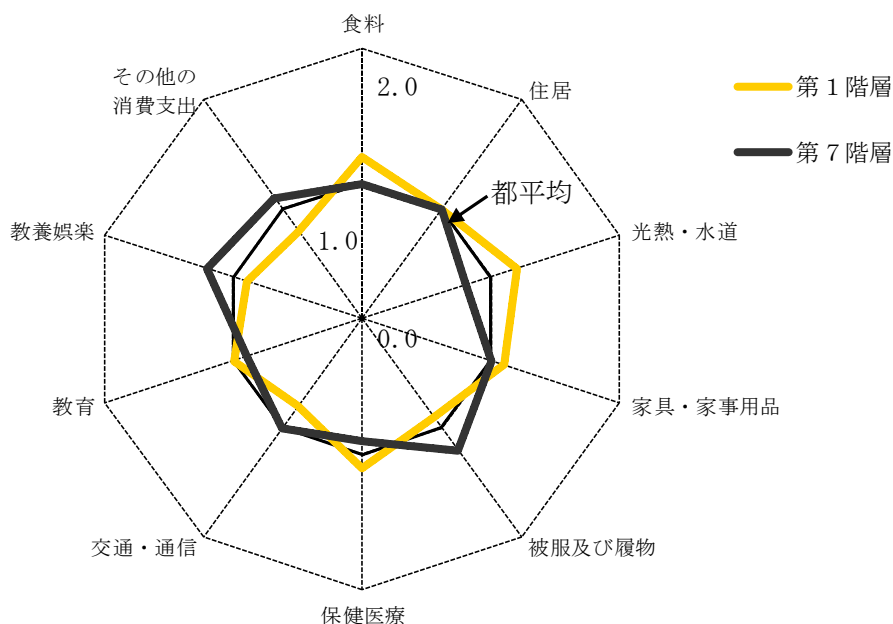 食料
その他の
消費支出
2.0
住居
第１階層
第７階層
都平均
教養娯楽
1.0
光熱・水道
0.0
教育
家具・家事用品
交通・通信
被服及び履物
保健医療